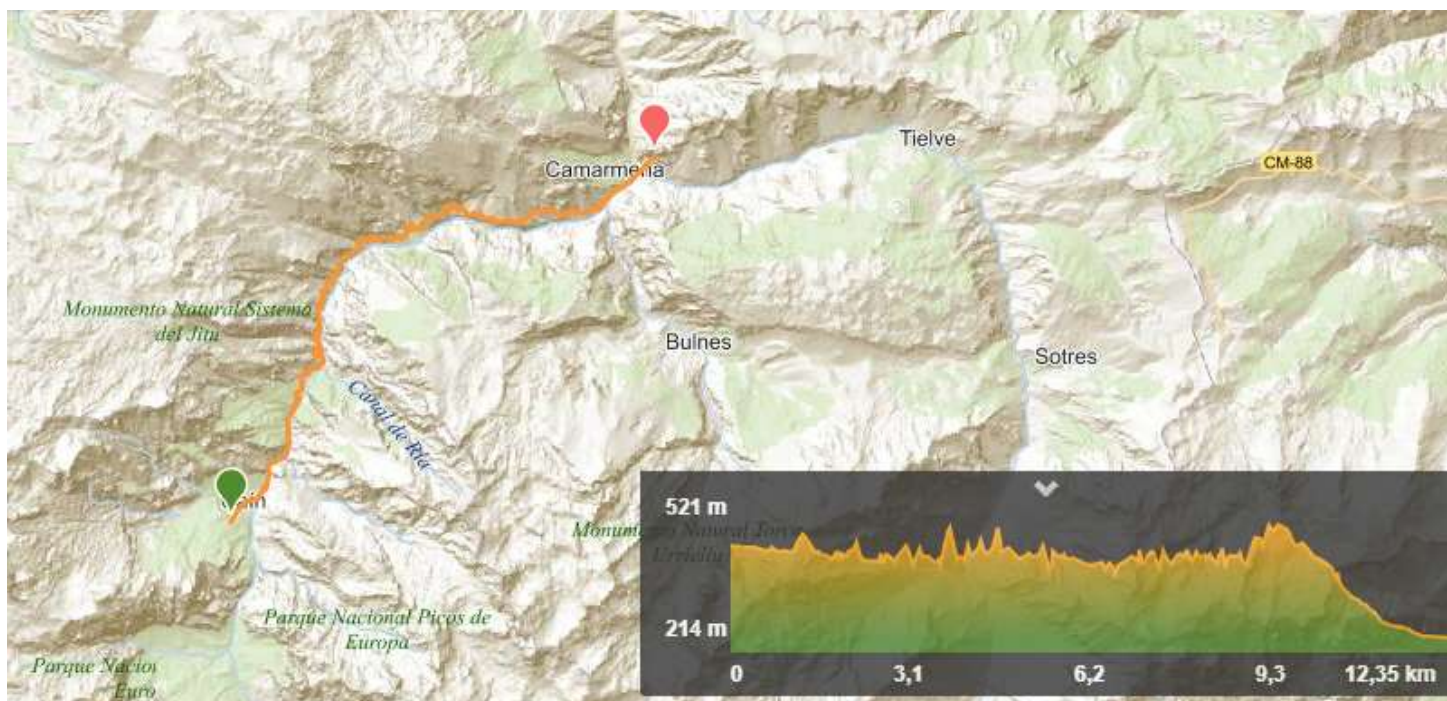 Tielve
CM-88
Camarmeña
Monumento Natural Sistema
del Jitu
Bulnes
Sotres
Canal de Ría
521 m
214 m
Parque Nacional Picos de
Europa
0
3,1
6,2
9,3
12,35 km